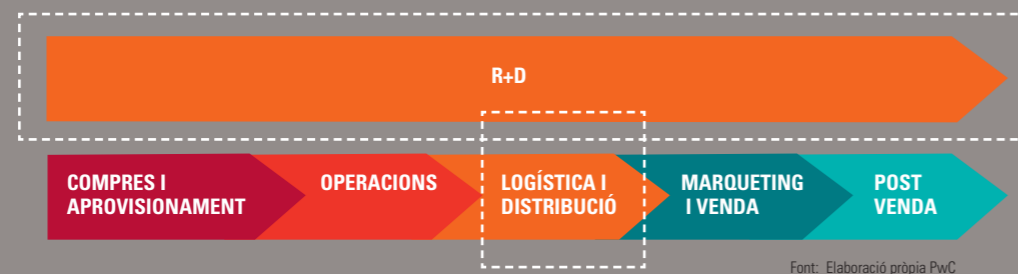 R+D
COMPRES I
APROVISIONAMENT
OPERACIONS
LOGÍSTICA I
DISTRIBUCIÓ
MARQUETING
I VENDA
POST
VENDA
Font: Elaboració pròpia PwC